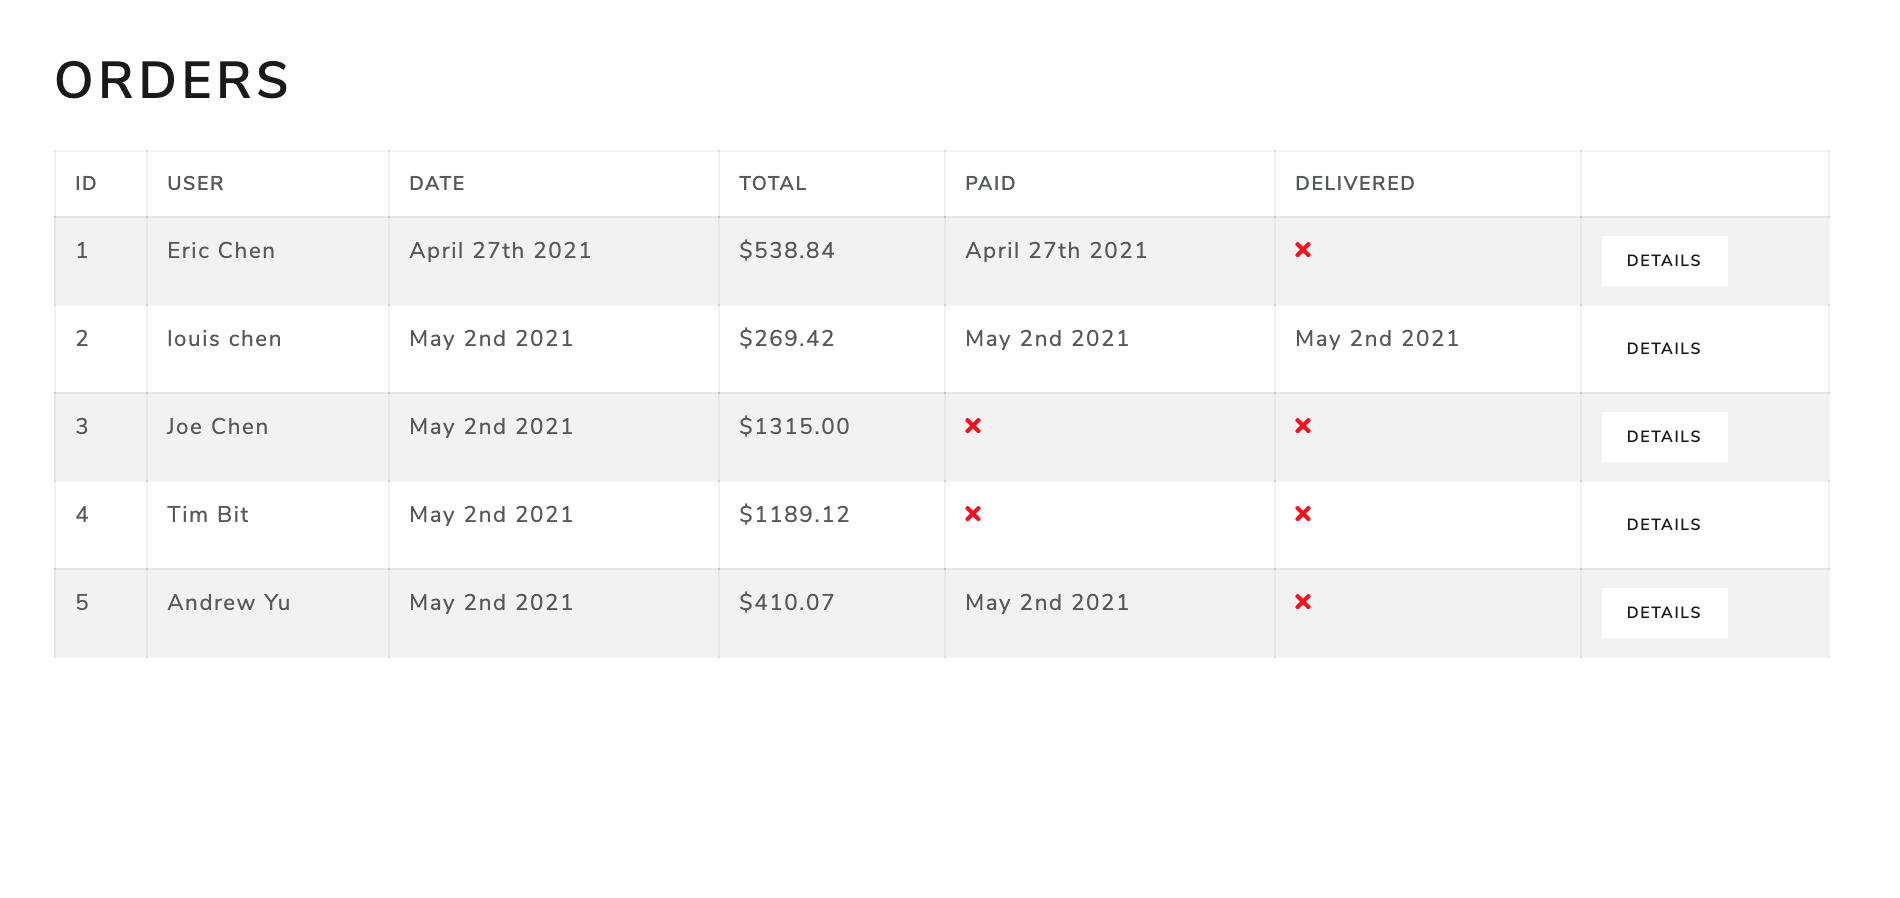 ORDERS
ID USER DATE TOTAL PAID DELIVERED
1 Eric Chen April 27th 2021 $538.84 April 27th 2021 DETAILS
2 louis chen May 2nd 2021 $269.42 May 2nd 2021 May 2nd 2021 DETAILS
3 Joe Chen May 2nd 2021 $1315.00 DETAILS
4 Tim Bit May 2nd 2021 $1189.12 DETAILS
5 Andrew Yu May 2nd 2021 $410.07 May 2nd 2021 DETAILS